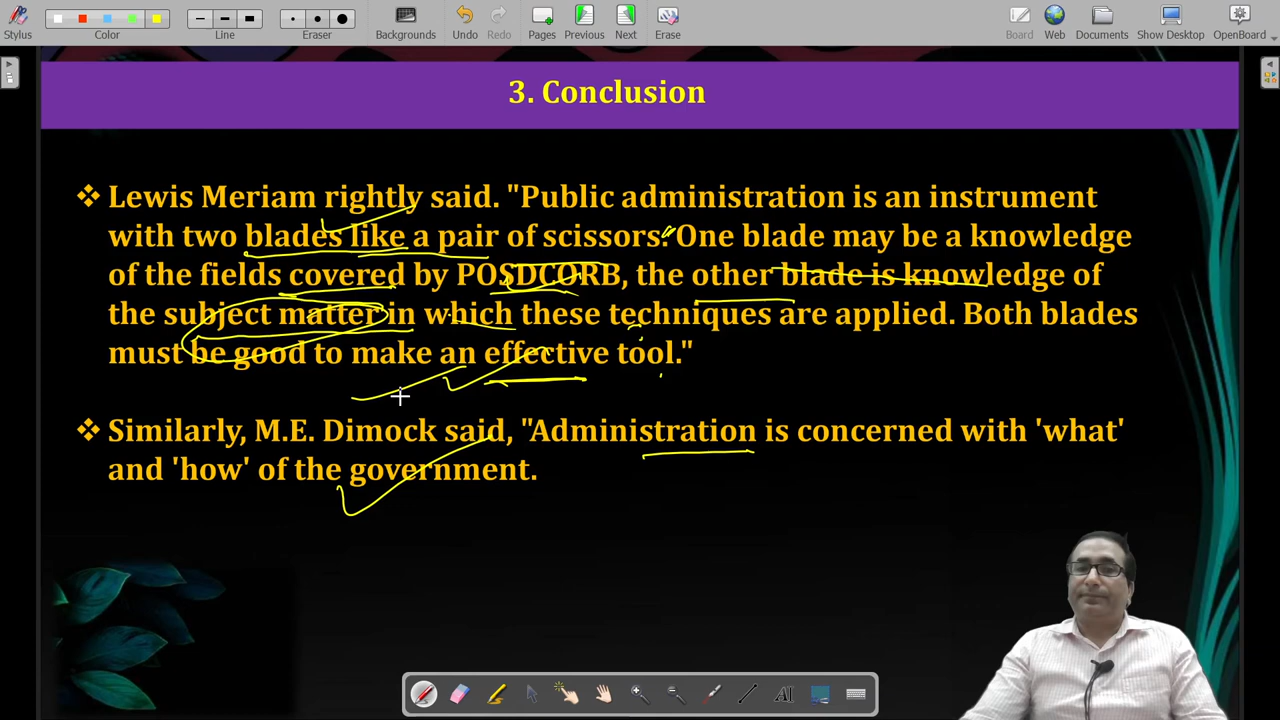 Stylus
Color
Line
Eraser
Backgrounds
Undo
Redo
Pages
Previous
Next
Erase
Board
Web
Documents
Show Desktop
OpenBoard
3. Conclusion
❖ Lewis Meriam rightly said. "Public administration is an instrument
with two blades like a pair of scissors. One blade may be a knowledge
of the fields covered by POSDCORB, the other blade is knowledge of
the subject matter in which these techniques are applied. Both blades
must be good to make an effective tool."
❖ Similarly, M.E. Dimock said, "Administration is concerned with 'what'
and 'how' of the government.
AI